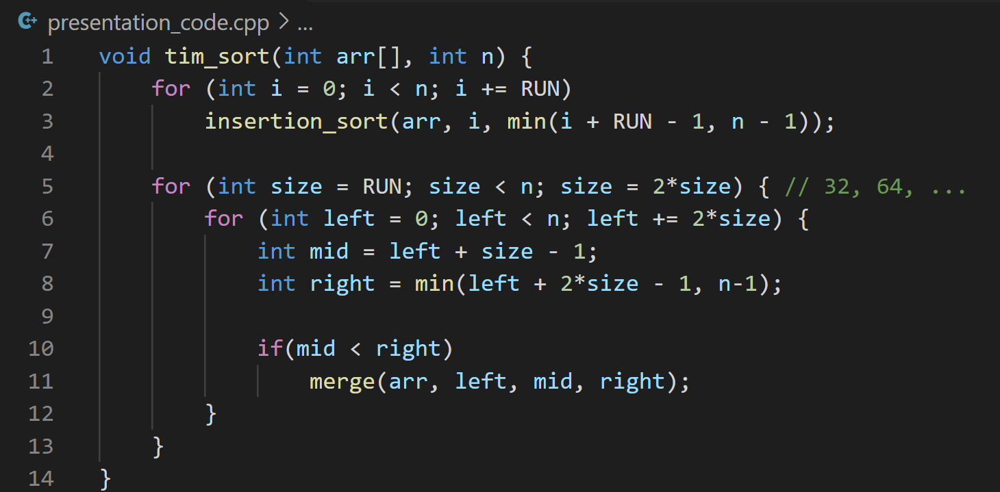 presentation_code.cpp > ...
1 void tim_sort(int arr[], int n) {
2     for (int i = 0; i < n; i += RUN)
3         insertion_sort(arr, i, min(i + RUN - 1, n - 1));
4
5     for (int size = RUN; size < n; size = 2*size) { // 32, 64, ...
6         for (int left = 0; left < n; left += 2*size) {
7             int mid = left + size - 1;
8             int right = min(left + 2*size - 1, n-1);
9
10             if(mid < right)
11                 merge(arr, left, mid, right);
12         }
13     }
14 }